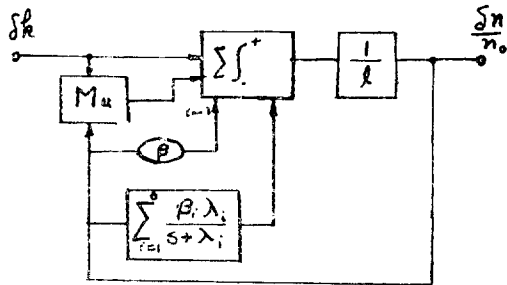 δk
δn/n₀
Σ∫ +
1/ℓ
Mu
(-)
β
6
Σ βᵢ λᵢ / s+λᵢ
i=1